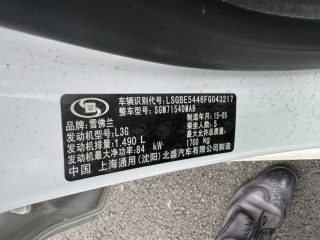 车辆识别代号:LSGBE5446FG043217
整车型号:SGM7154DMAB
品牌:雪佛兰
制造年月:15-05
发动机型号:L3G
乘坐人数:5
发动机排量:1.490 L
最大允许总质量:
发动机最大净功率:84 kW
1700 kg
中国 上海通用(沈阳)北盛汽车有限公司制造